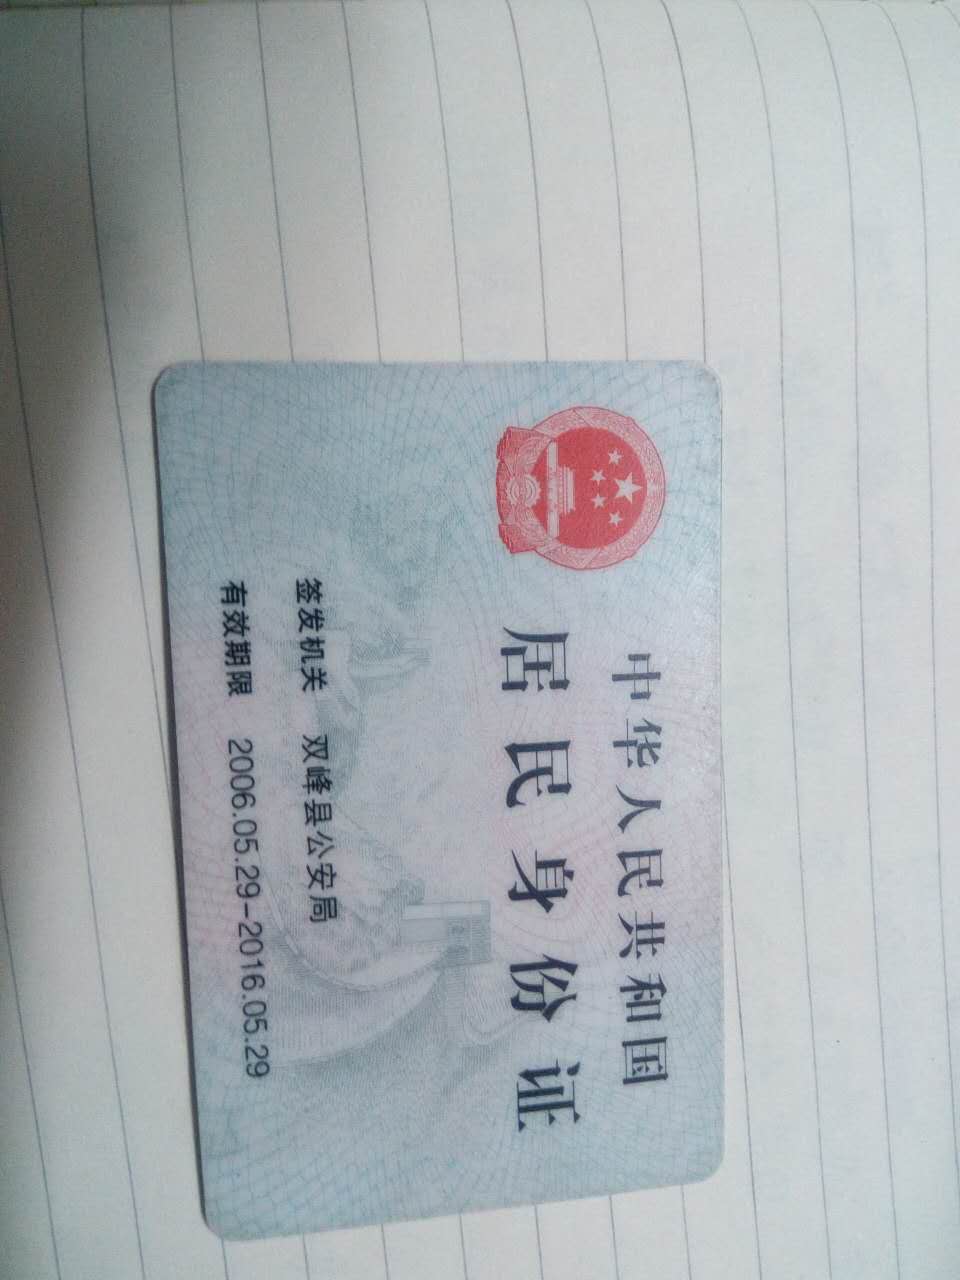 中华人民共和国
居民身份证
签发机关 双峰县公安局
有效期限 2006.05.29-2016.05.29